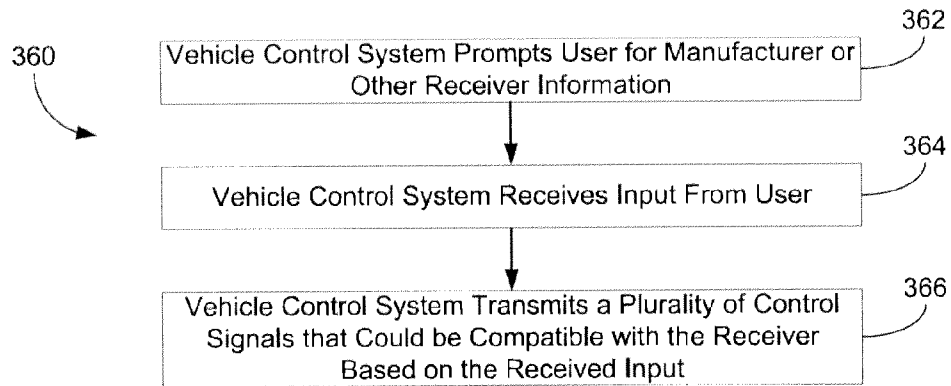 360
362
Vehicle Control System Prompts User for Manufacturer or
Other Receiver Information
364
Vehicle Control System Receives Input From User
366
Vehicle Control System Transmits a Plurality of Control
Signals that Could be Compatible with the Receiver
Based on the Received Input